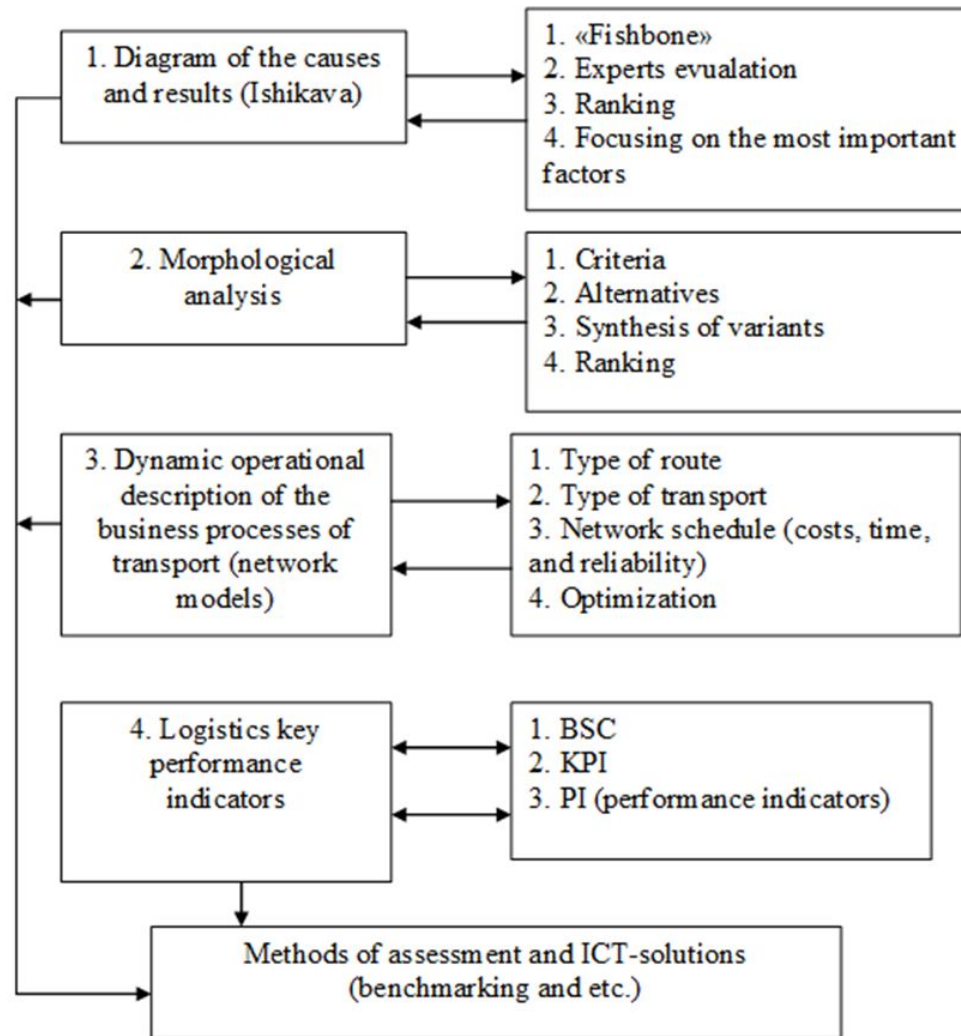 1. Diagram of the causes
and results (Ishikava)
1. «Fishbone»
2. Experts evualation
3. Ranking
4. Focusing on the most important
factors
2. Morphological
analysis
1. Criteria
2. Alternatives
3. Synthesis of variants
4. Ranking
3. Dynamic operational
description of the
business processes of
transport (network
models)
1. Type of route
2. Type of transport
3. Network schedule (costs, time,
and reliability)
4. Optimization
4. Logistics key
performance
indicators
1. BSC
2. KPI
3. PI (performance indicators)
Methods of assessment and ICT-solutions
(benchmarking and etc.)